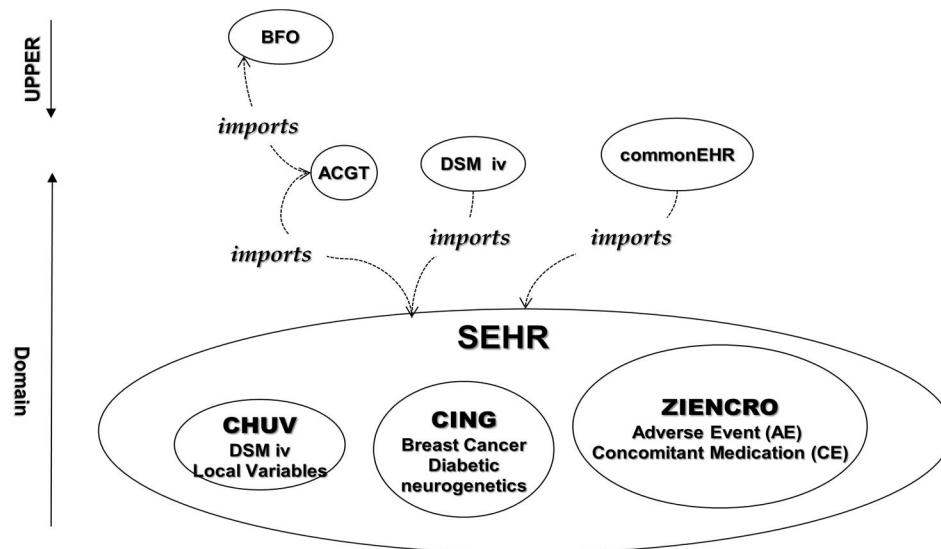 UPPER
BFO
imports
ACGT
DSM iv
commonEHR
imports
imports
imports
Domain
SEHR
CHUV
DSM iv
Local Variables
CING
Breast Cancer
Diabetic
neurogenetics
ZIENCRO
Adverse Event (AE)
Concomitant Medication (CE)